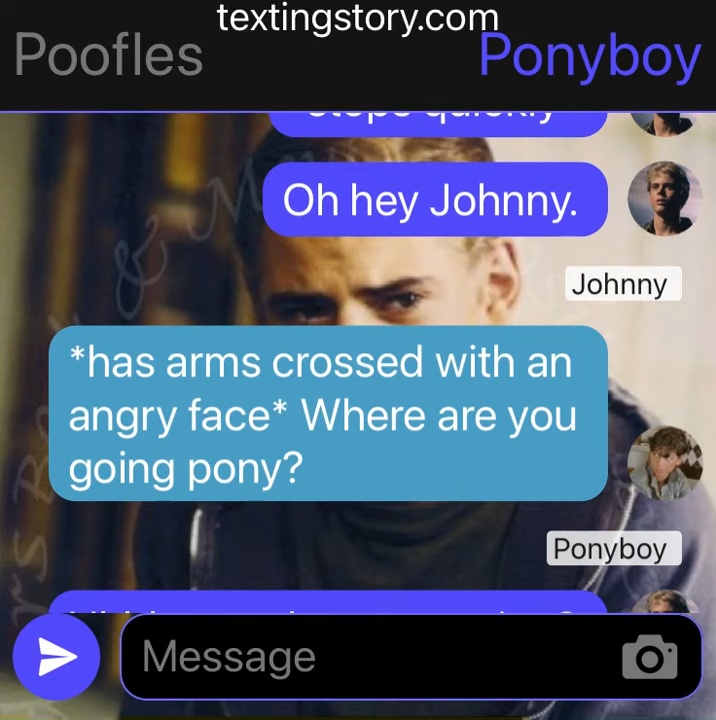 textingstory.com
Poofles
Ponyboy
Oh hey Johnny.
Johnny
*has arms crossed with an
angry face* Where are you
going pony?
Ponyboy
Message